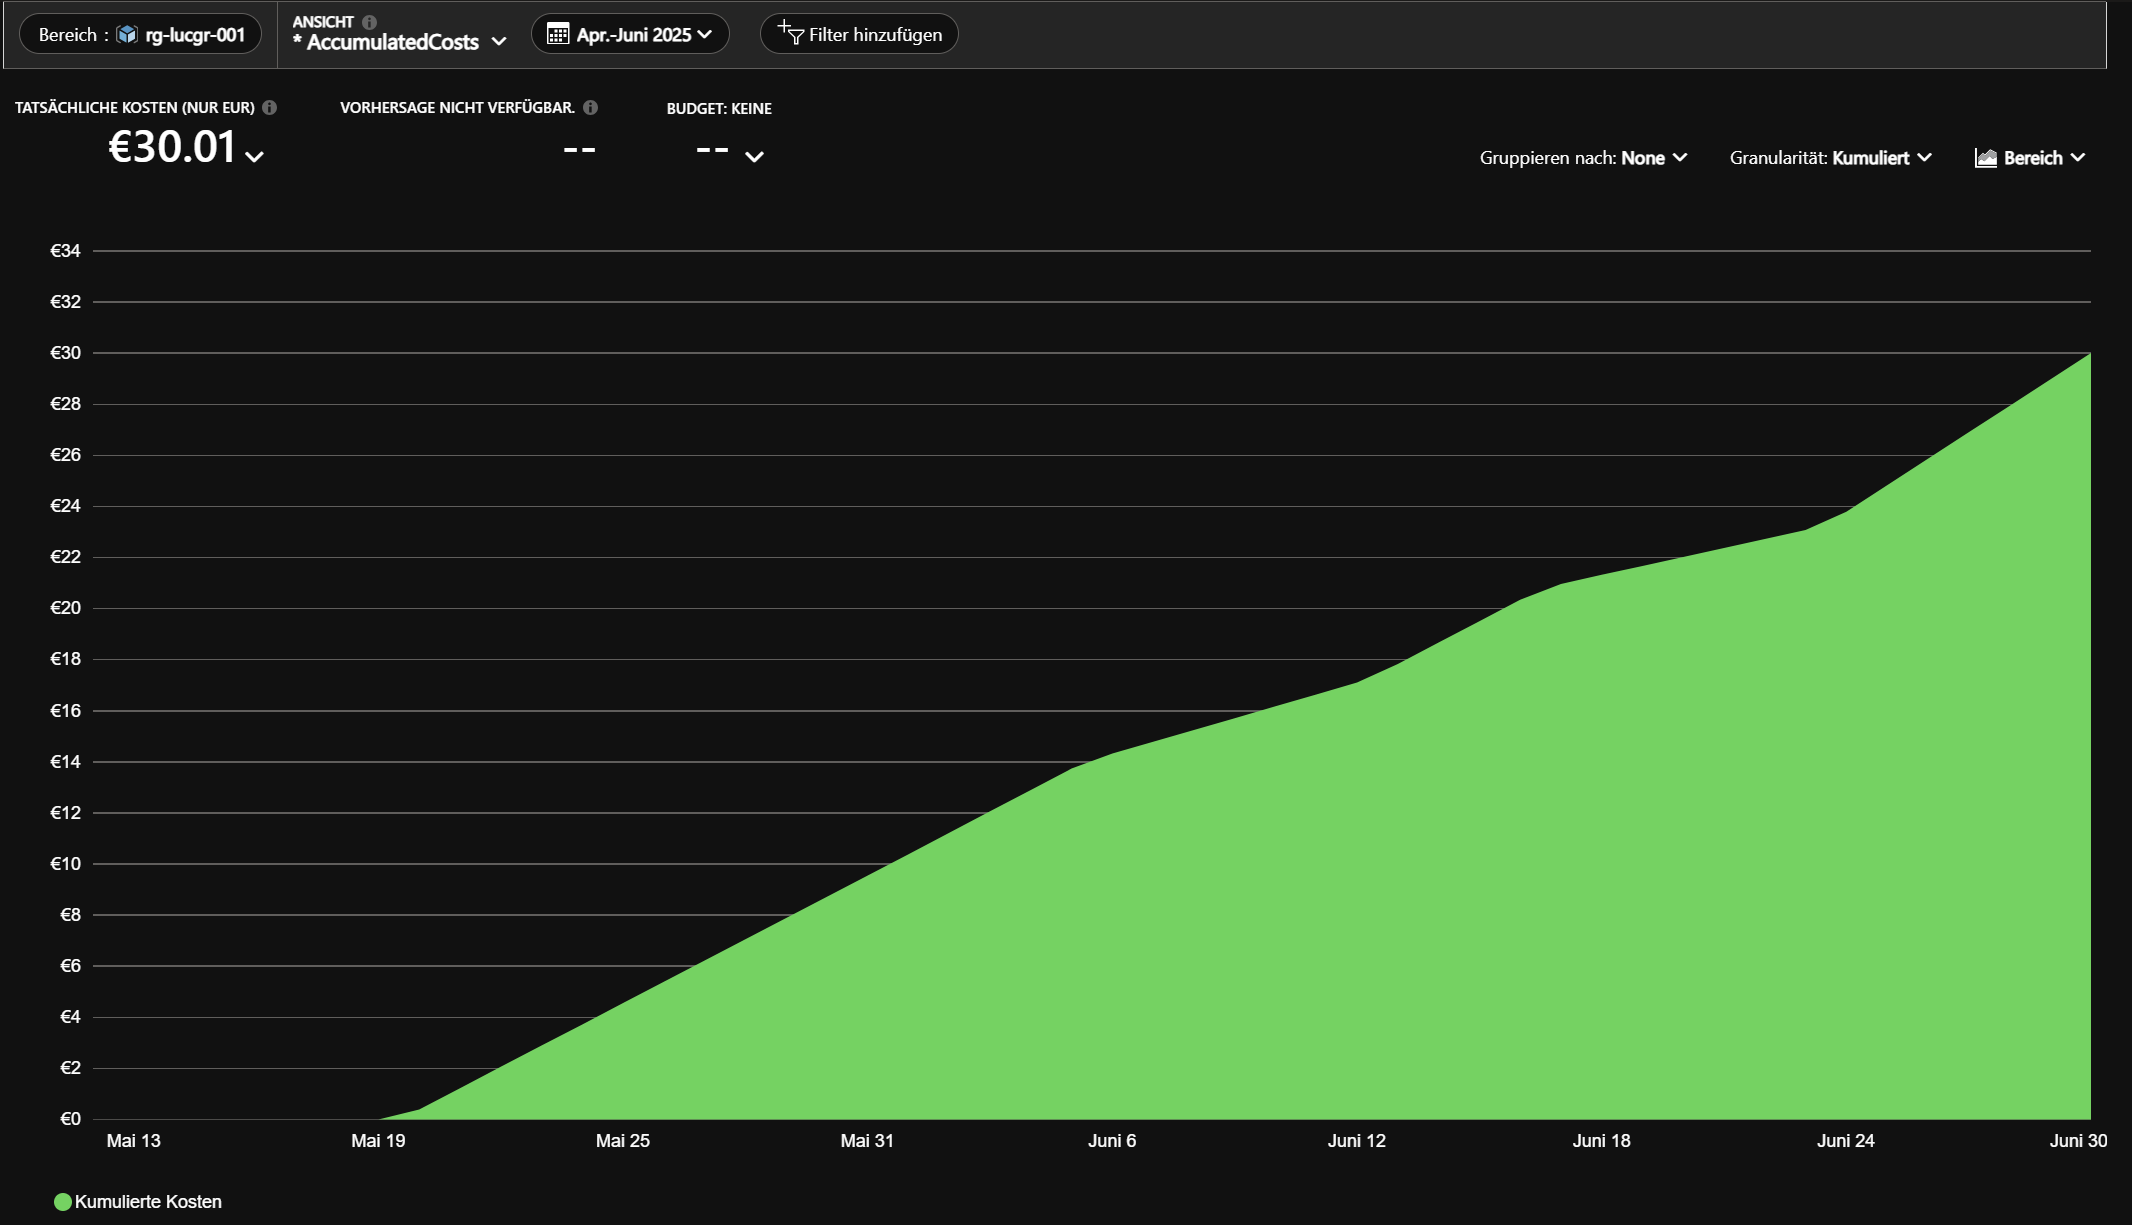 Bereich : rg-lucgr-001
ANSICHT
* AccumulatedCosts
Apr.-Juni 2025
Filter hinzufügen
TATSÄCHLICHE KOSTEN (NUR EUR)
€30.01
VORHERSAGE NICHT VERFÜGBAR.
--
BUDGET: KEINE
--
Gruppieren nach: None
Granularität: Kumuliert
Bereich
€34
€32
€30
€28
€26
€24
€22
€20
€18
€16
€14
€12
€10
€8
€6
€4
€2
€0
Mai 13
Mai 19
Mai 25
Mai 31
Juni 6
Juni 12
Juni 18
Juni 24
Juni 30
Kumulierte Kosten